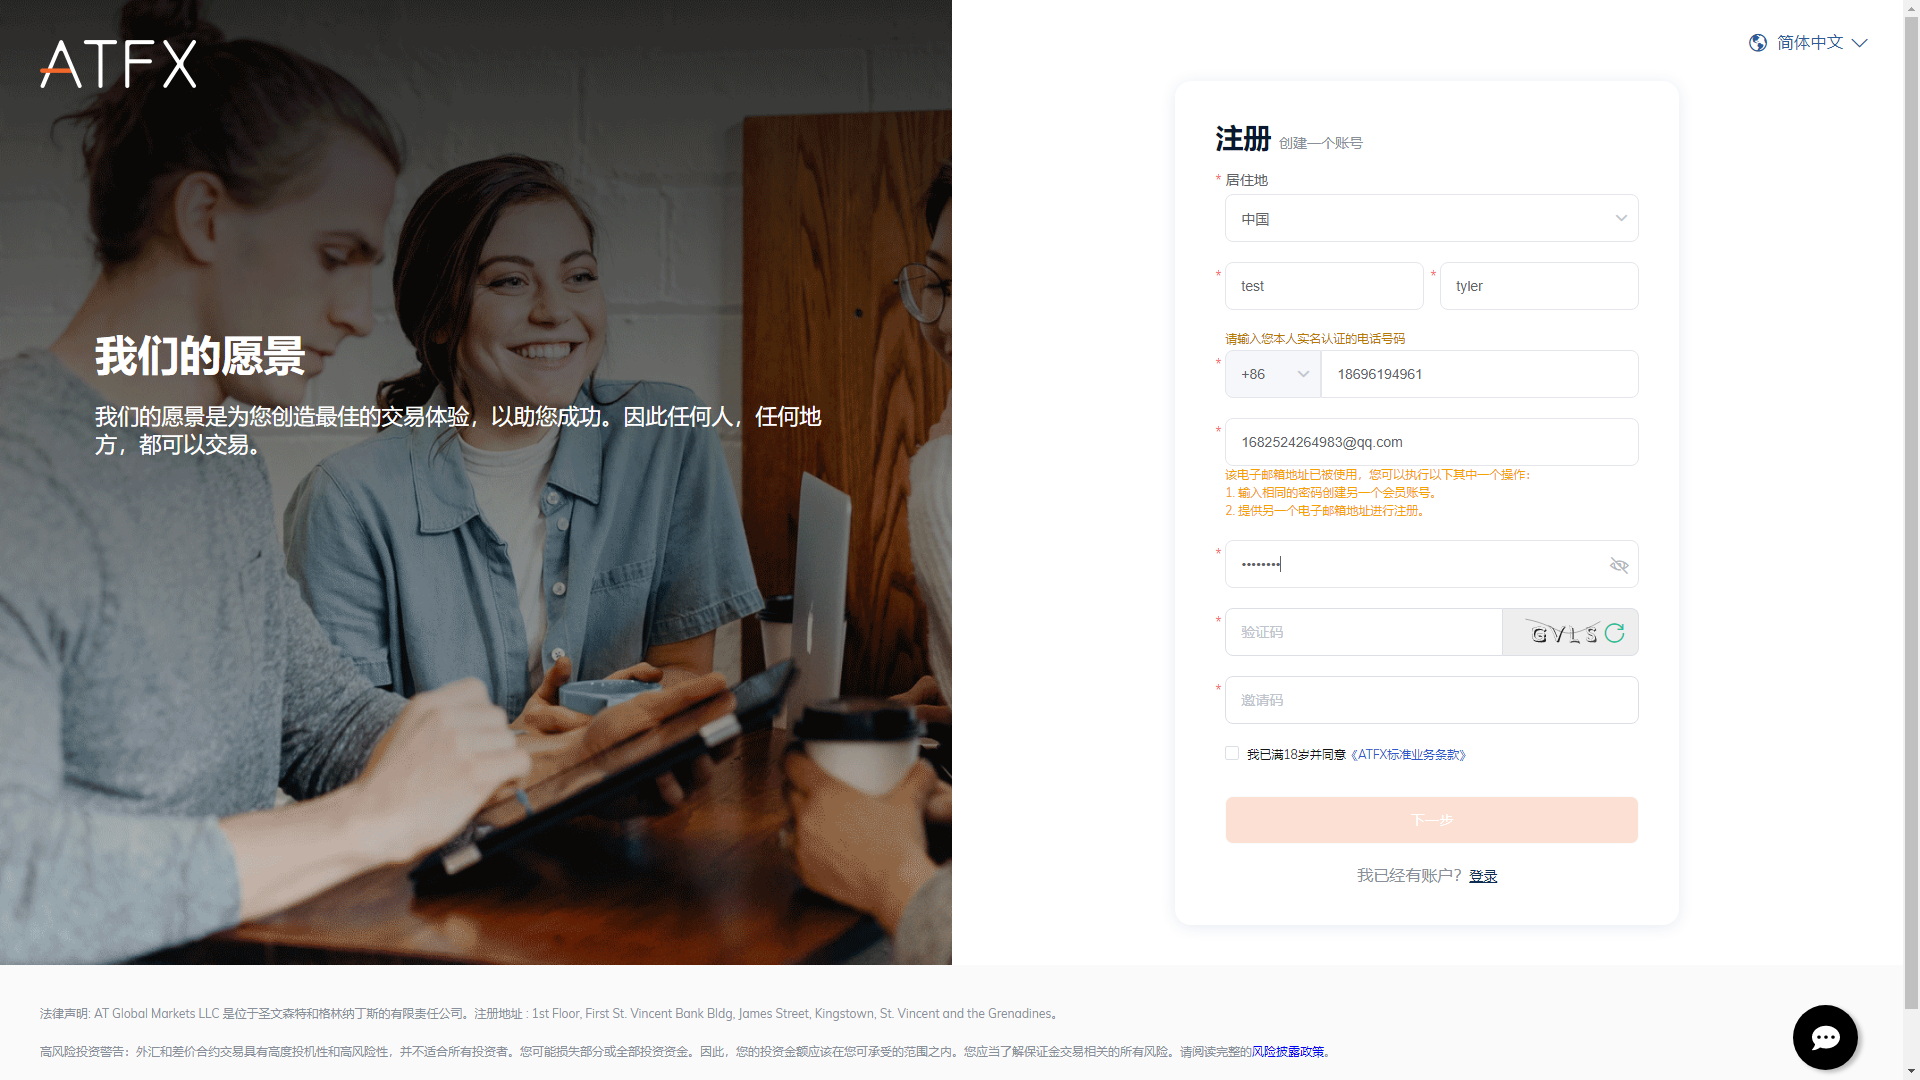 ATFX
简体中文
我们的愿景
我们的愿景是为您创造最佳的交易体验，以助您成功。因此任何人，任何地
方，都可以交易。
注册 创建一个账号
* 居住地
中国
* test * tyler
请输入您本人实名认证的电话号码
* +86 18696194961
* 1682524264983@qq.com
该电子邮箱地址已被使用，您可以执行以下其中一个操作：
1. 输入相同的密码创建另一个会员账号。
2. 提供另一个电子邮箱地址进行注册。
* ••••••••
* 验证码 GVLS
* 邀请码
我已满18岁并同意《ATFX标准业务条款》
下一步
我已经有账户？登录
法律声明: AT Global Markets LLC 是位于圣文森特和格林纳丁斯的有限责任公司。注册地址 : 1st Floor, First St. Vincent Bank Bldg, James Street, Kingstown, St. Vincent and the Grenadines。
高风险投资警告：外汇和差价合约交易具有高度投机性和高风险性，并不适合所有投资者。您可能损失部分或全部投资资金。因此，您的投资金额应该在您可承受的范围之内。您应当了解保证金交易相关的所有风险。请阅读完整的风险披露政策。